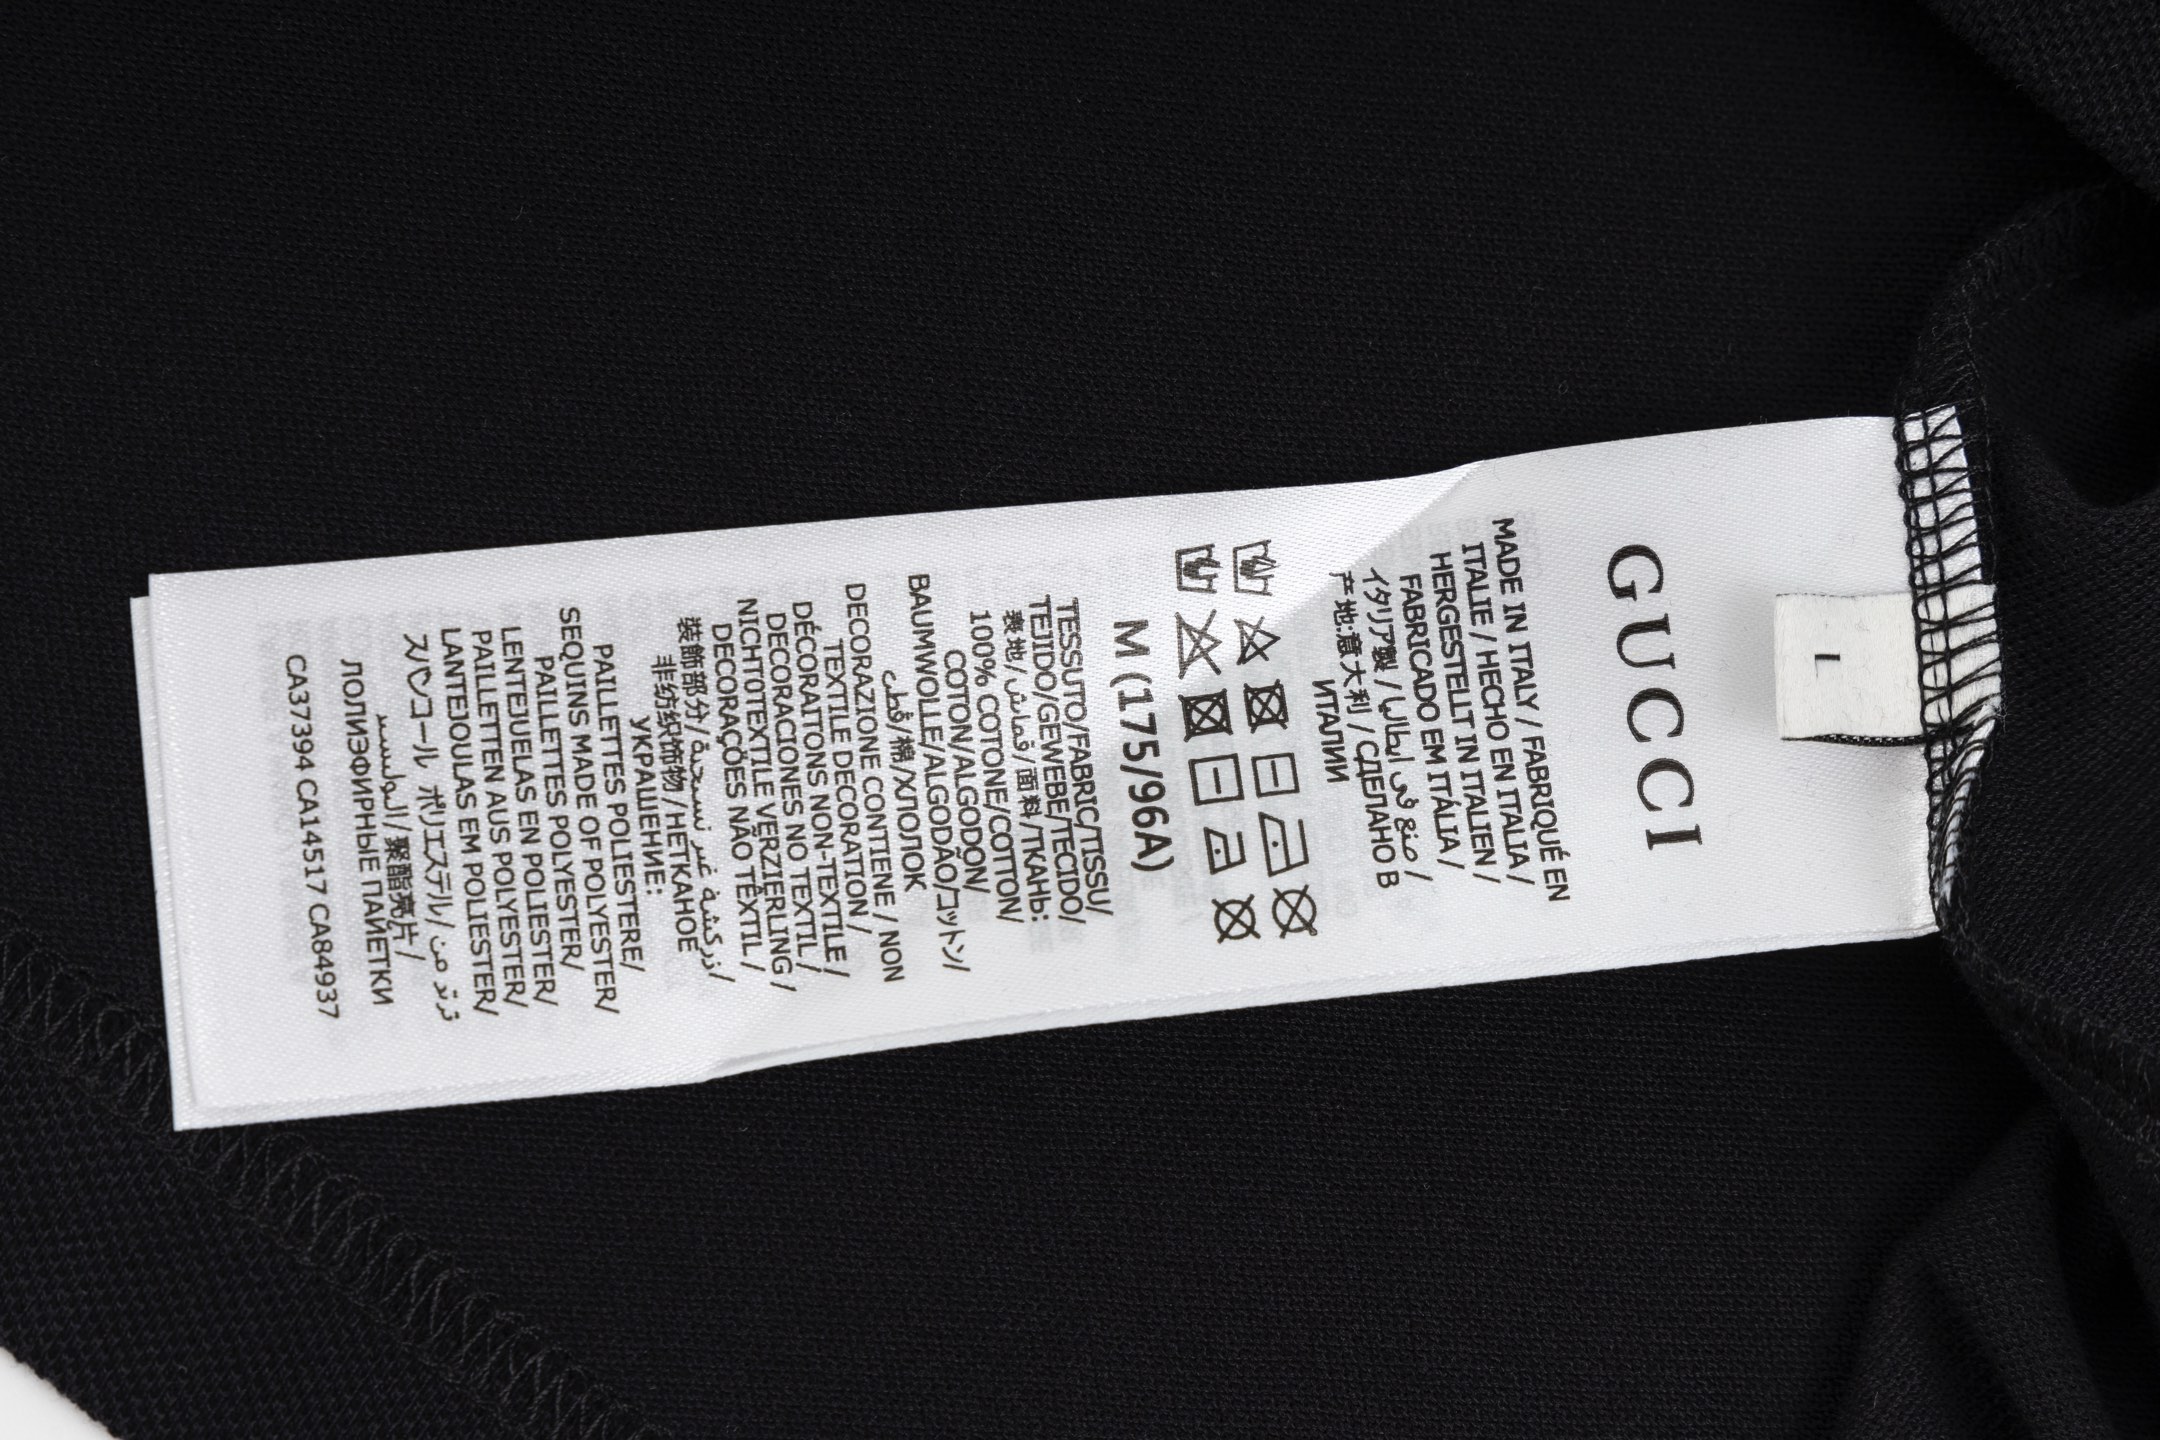 L
GUCCI
MADE IN ITALY / FABRIQUÉ EN
ITALIE / HECHO EN ITALIA /
HERGESTELLT IN ITALIEN /
FABRICADO EM ITÁLIA /
イタリア製 / صنع في إيطاليا /
产地:意大利 / СДЕЛАНО В
ИТАЛИИ
M (175/96A)
TESSUTO/FABRIC/TISSU/
TEJIDO/GEWEBE/TECIDO/
表地/قماش/面料/ТКАНЬ:
100% COTONE/COTTON/
COTON/ALGODÓN/
BAUMWOLLE/ALGODÃO/コットン/
قطن/棉/ХЛОПОК
DECORAZIONE CONTIENE / NON
TEXTILE DECORATION /
DÉCORATIONS NON-TEXTILE /
DECORACIONES NO TEXTIL /
NICHTOTEXTILE VERZIERLING /
DECORAÇÕES NÃO TÊXTIL /
装飾部分/زركشة غير نسيجية/
非纺织饰物 / НЕТКАНОЕ
УКРАШЕНИЕ:
PAILLETTES POLIESTERE/
SEQUINS MADE OF POLYESTER/
PAILLETTES POLYESTER/
LENTEJUELAS EN POLIESTER/
PAILLETTEN AUS POLYESTER/
LANTEJOULAS EM POLIESTER/
スパンコール ポリエステル/ترتر من
البوليستر/聚酯亮片/
ПОЛИЭФИРНЫЕ ПАЙЕТКИ
CA37394 CA14517 CA84937